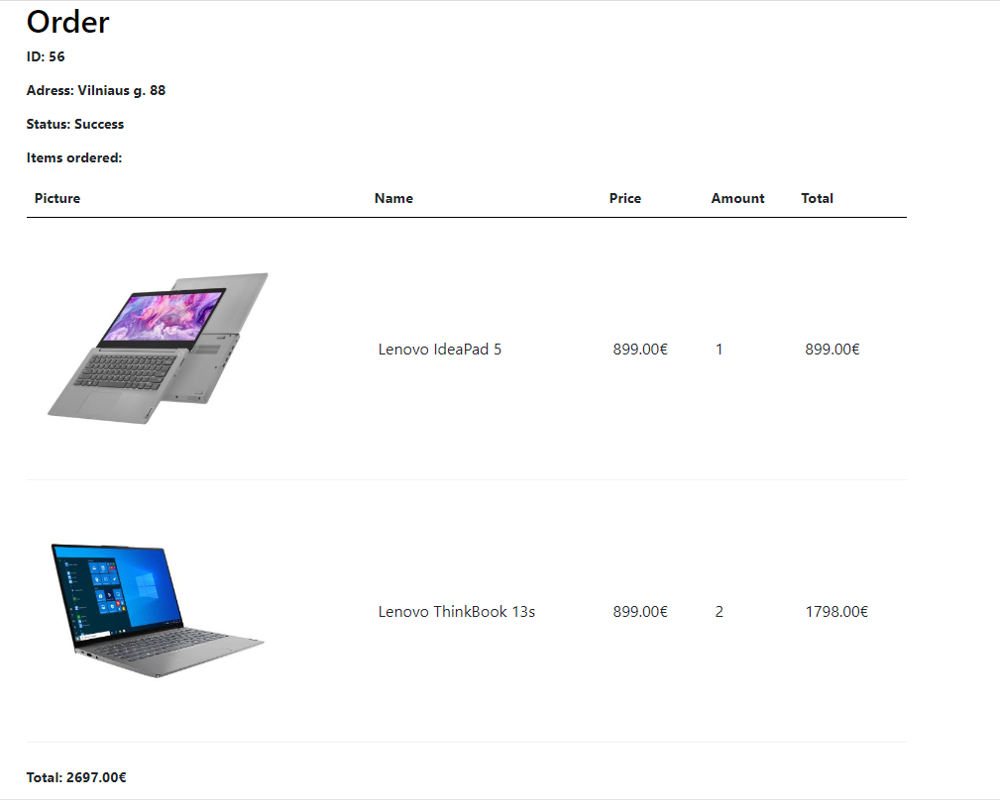 Order
ID: 56
Adress: Vilniaus g. 88
Status: Success
Items ordered:
Picture Name Price Amount Total
Lenovo IdeaPad 5 899.00€ 1 899.00€
Lenovo ThinkBook 13s 899.00€ 2 1798.00€
Total: 2697.00€